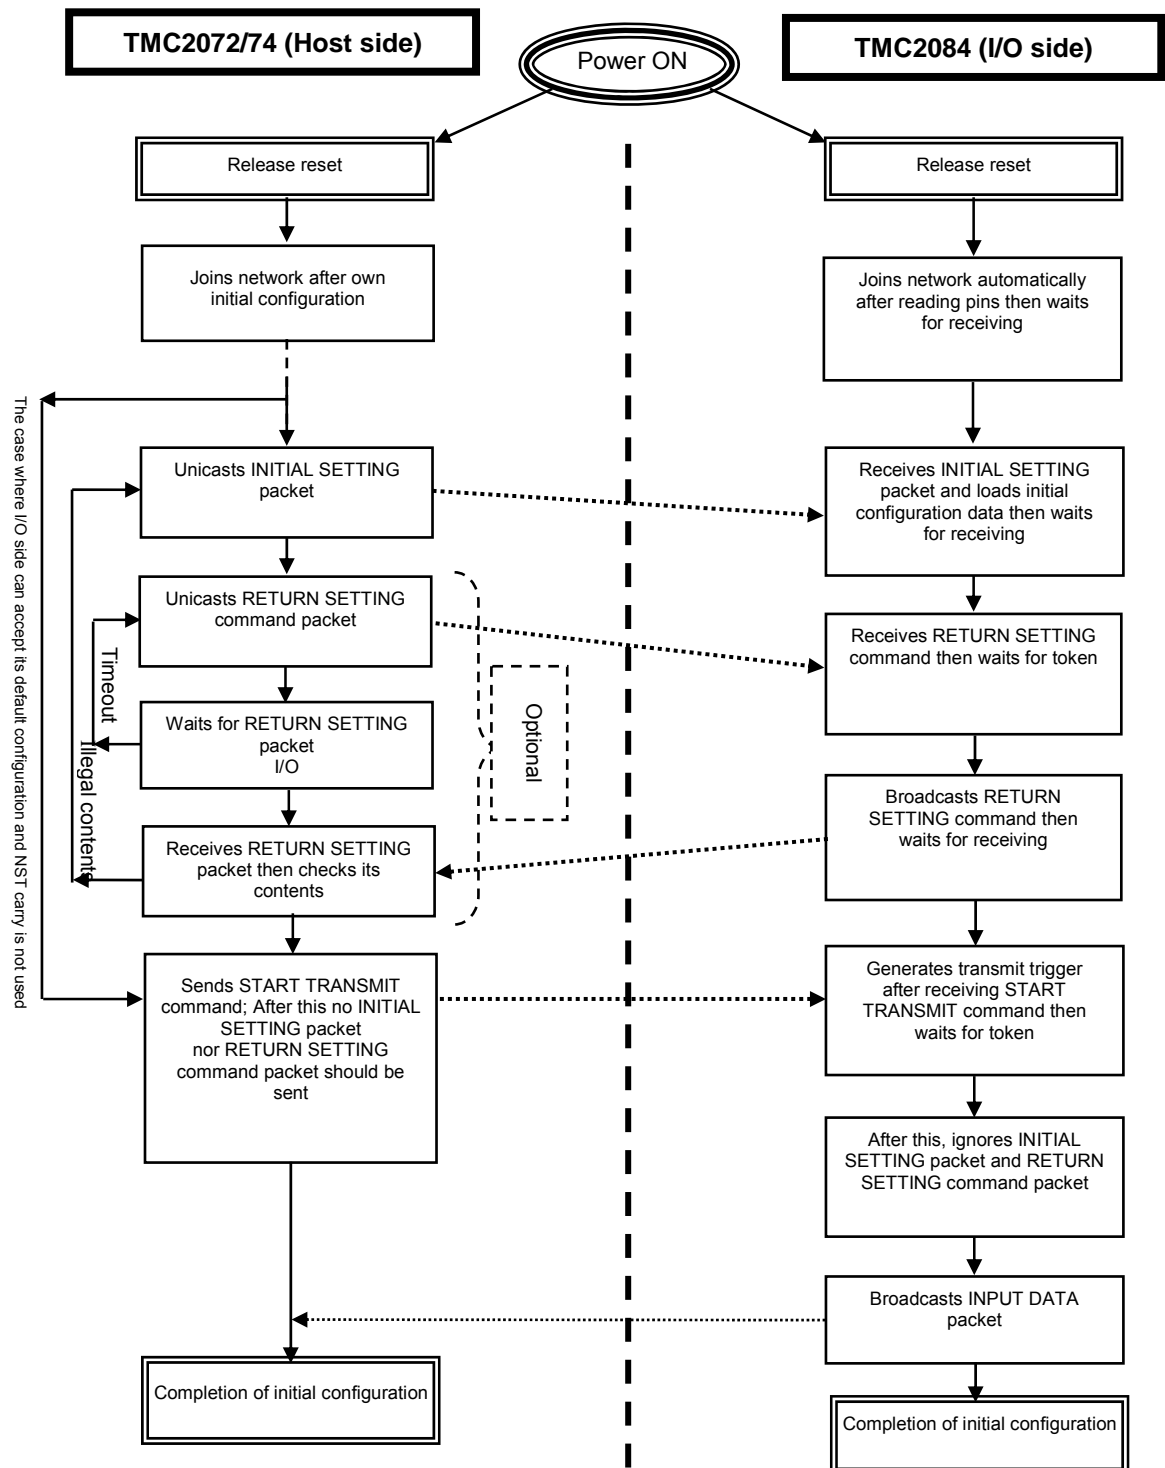 TMC2072/74 (Host side)
Power ON
TMC2084 (I/O side)
Release reset
Release reset
Joins network after own
initial configuration
Joins network automatically
after reading pins then waits
for receiving
The case where I/O side can accept its default configuration and NST carry is not used
Unicasts INITIAL SETTING
packet
Receives INITIAL SETTING
packet and loads initial
configuration data then waits
for receiving
Unicasts RETURN SETTING
command packet
Receives RETURN SETTING
command then waits for token
Timeout
Optional
Waits for RETURN SETTING
packet
I/O
Illegal contents
Broadcasts RETURN
SETTING command then
waits for receiving
Receives RETURN SETTING
packet then checks its
contents
Sends START TRANSMIT
command; After this no INITIAL
SETTING packet
nor RETURN SETTING
command packet should be
sent
Generates transmit trigger
after receiving START
TRANSMIT command then
waits for token
After this, ignores INITIAL
SETTING packet and RETURN
SETTING command packet
Broadcasts INPUT DATA
packet
Completion of initial configuration
Completion of initial configuration